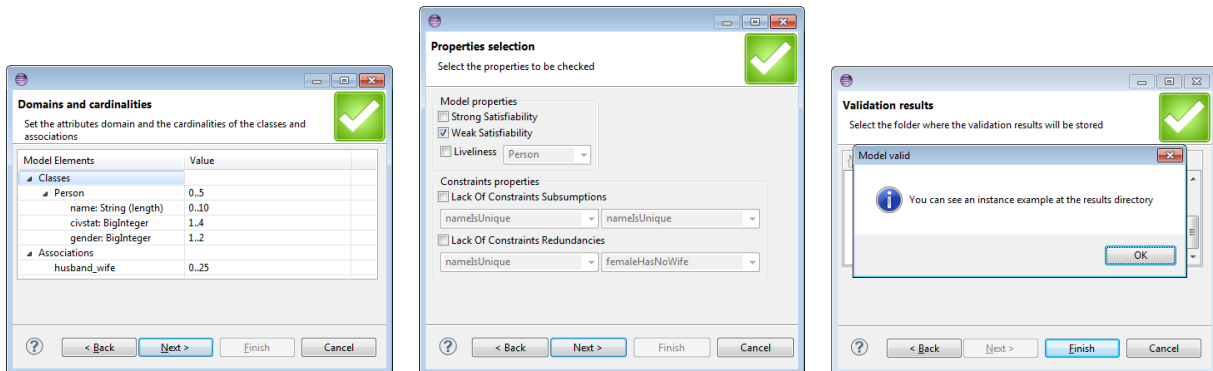 Domains and cardinalities
Set the attributes domain and the cardinalities of the classes and
associations
Model Elements Value
Classes
Person 0..5
name: String (length) 0..10
civstat: BigInteger 1..4
gender: BigInteger 1..2
Associations
husband_wife 0..25
? < Back Next > Finish Cancel
Properties selection
Select the properties to be checked
Model properties
Strong Satisfiability
Weak Satisfiability
Liveliness Person
Constraints properties
Lack Of Constraints Subsumptions
nameIsUnique nameIsUnique
Lack Of Constraints Redundancies
nameIsUnique femaleHasNoWife
? < Back Next > Finish Cancel
Validation results
Select the folder where the validation results will be stored
Model valid
You can see an instance example at the results directory
OK
? < Back Next > Finish Cancel